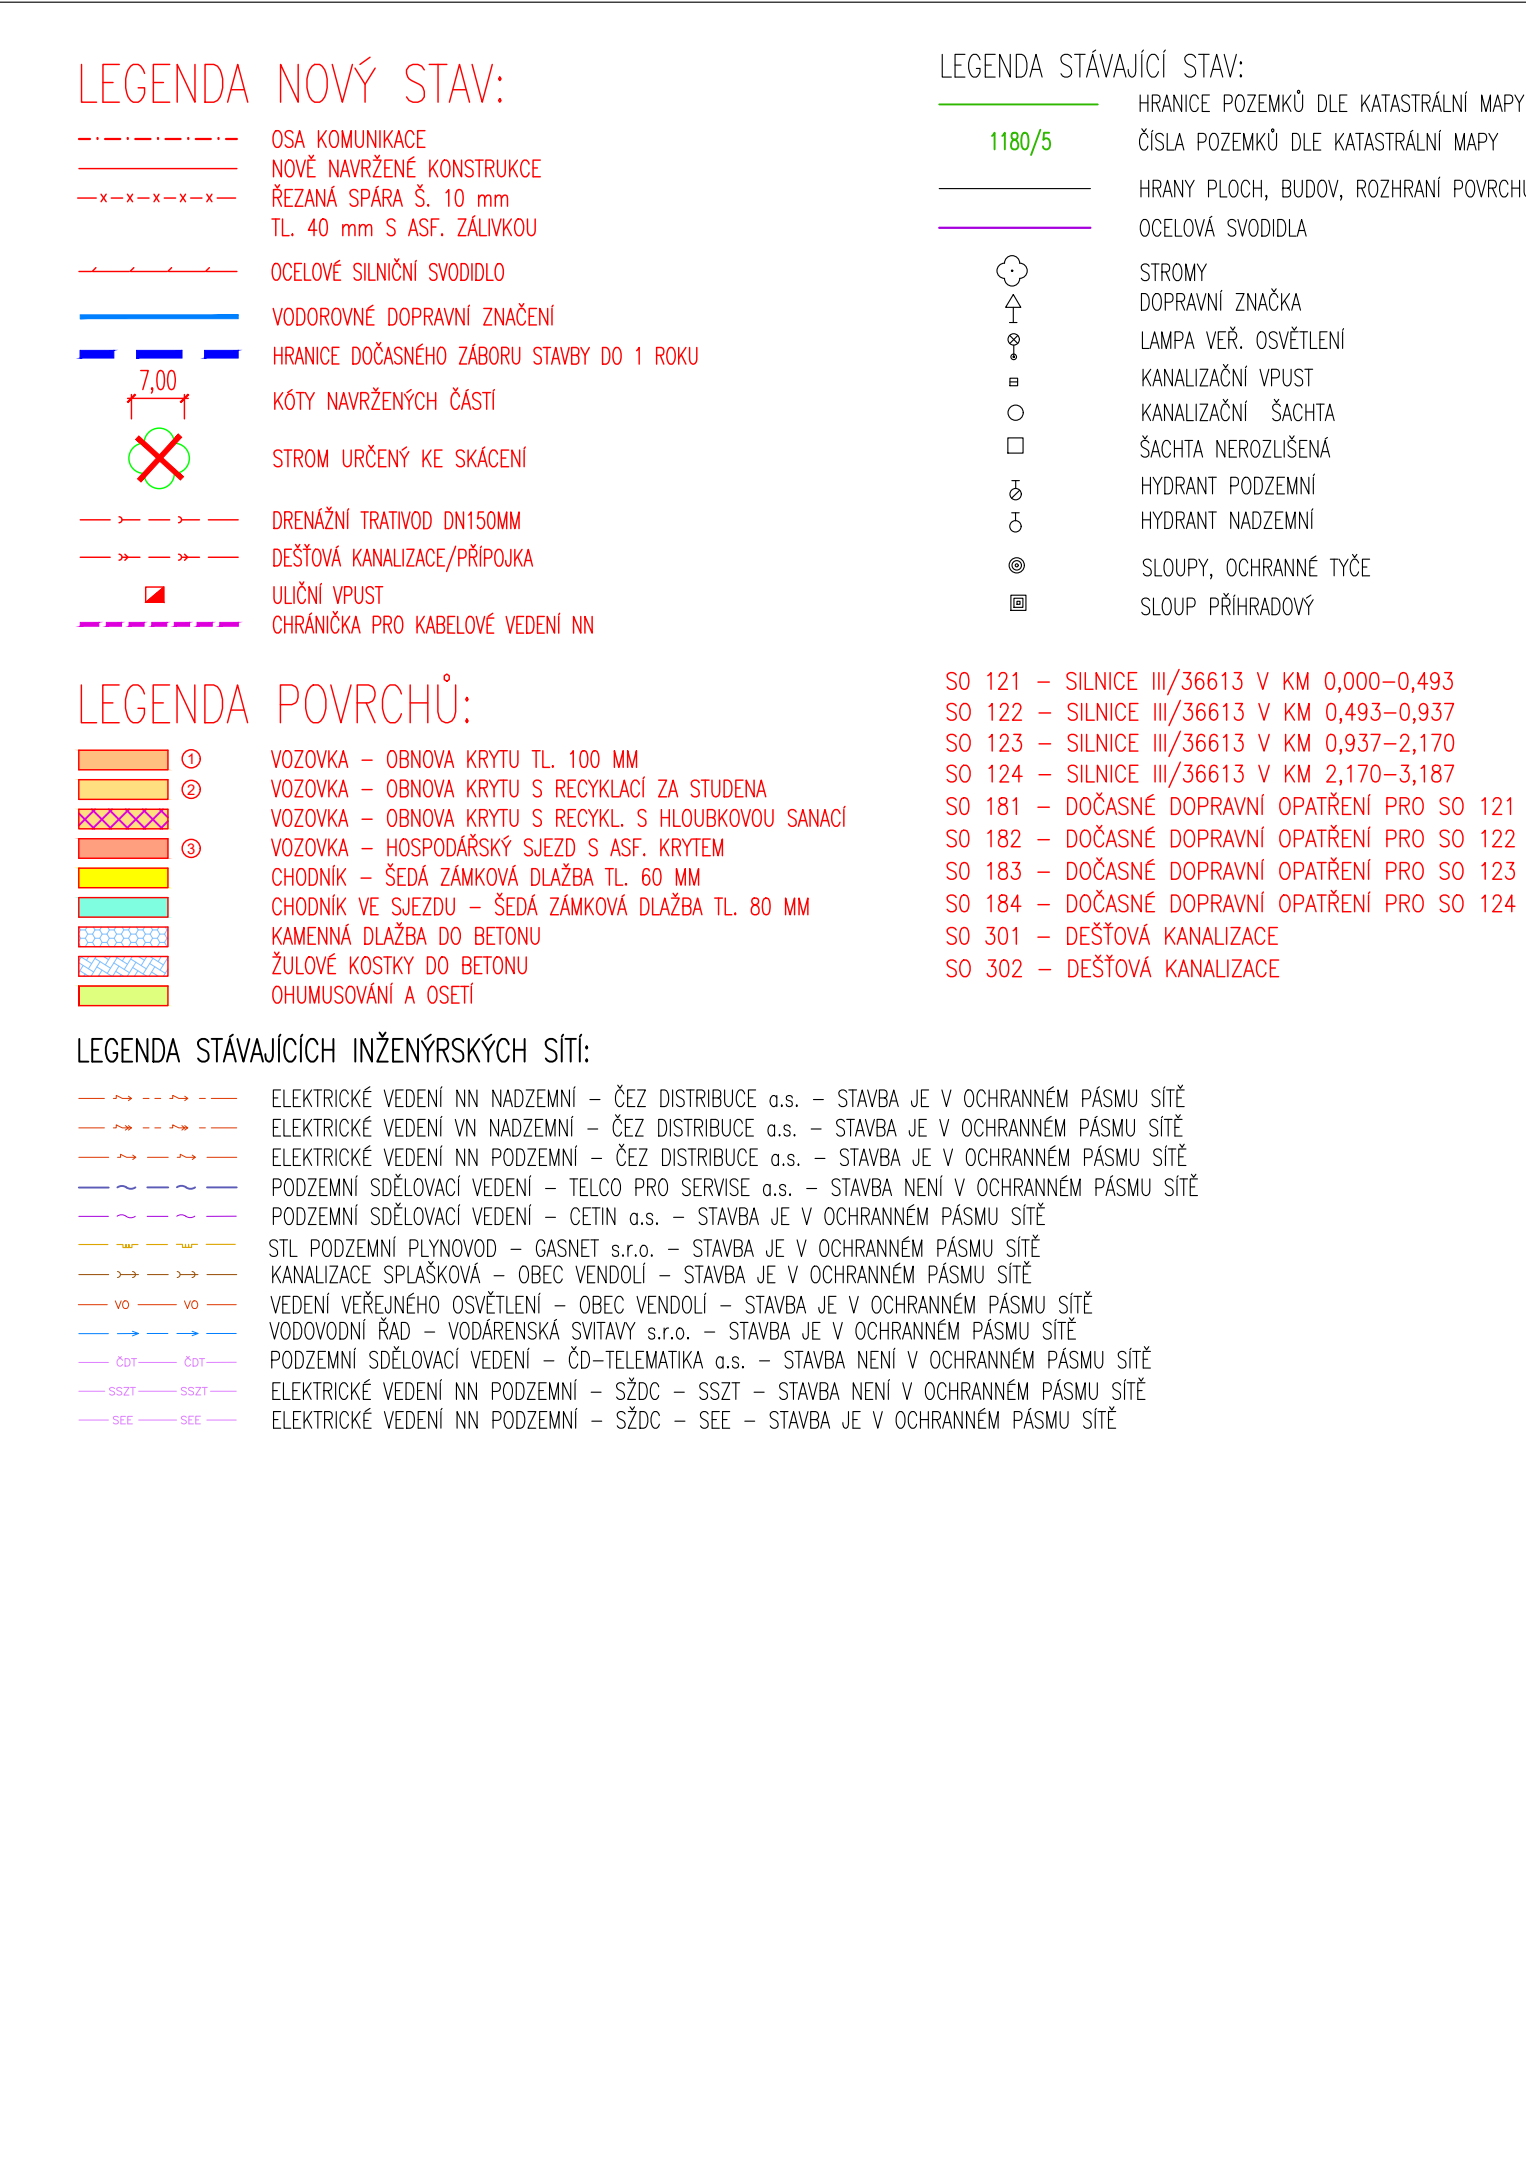 LEGENDA NOVÝ STAV:
7,00
OSA KOMUNIKACE
NOVĚ NAVRŽENÉ KONSTRUKCE
ŘEZANÁ SPÁRA Š. 10 mm
TL. 40 mm S ASF. ZÁLIVKOU
OCELOVÉ SILNIČNÍ SVODIDLO
VODOROVNÉ DOPRAVNÍ ZNAČENÍ
HRANICE DOČASNÉHO ZÁBORU STAVBY DO 1 ROKU
KÓTY NAVRŽENÝCH ČÁSTÍ
STROM URČENÝ KE SKÁCENÍ
DRENÁŽNÍ TRATIVOD DN150MM
DEŠŤOVÁ KANALIZACE/PŘÍPOJKA
ULIČNÍ VPUST
CHRÁNIČKA PRO KABELOVÉ VEDENÍ NN
LEGENDA STÁVAJÍCÍ STAV:
HRANICE POZEMKŮ DLE KATASTRÁLNÍ MAPY
1180/5 ČÍSLA POZEMKŮ DLE KATASTRÁLNÍ MAPY
HRANY PLOCH, BUDOV, ROZHRANÍ POVRCHŮ
OCELOVÁ SVODIDLA
STROMY
DOPRAVNÍ ZNAČKA
LAMPA VEŘ. OSVĚTLENÍ
KANALIZAČNÍ VPUST
KANALIZAČNÍ ŠACHTA
ŠACHTA NEROZLIŠENÁ
HYDRANT PODZEMNÍ
HYDRANT NADZEMNÍ
SLOUPY, OCHRANNÉ TYČE
SLOUP PŘÍHRADOVÝ
LEGENDA POVRCHŮ:
1 VOZOVKA – OBNOVA KRYTU TL. 100 MM
2 VOZOVKA – OBNOVA KRYTU S RECYKLACÍ ZA STUDENA
VOZOVKA – OBNOVA KRYTU S RECYKL. S HLOUBKOVOU SANACÍ
3 VOZOVKA – HOSPODÁŘSKÝ SJEZD S ASF. KRYTEM
CHODNÍK – ŠEDÁ ZÁMKOVÁ DLAŽBA TL. 60 MM
CHODNÍK VE SJEZDU – ŠEDÁ ZÁMKOVÁ DLAŽBA TL. 80 MM
KAMENNÁ DLAŽBA DO BETONU
ŽULOVÉ KOSTKY DO BETONU
OHUMUSOVÁNÍ A OSETÍ
SO 121 – SILNICE III/36613 V KM 0,000–0,493
SO 122 – SILNICE III/36613 V KM 0,493–0,937
SO 123 – SILNICE III/36613 V KM 0,937–2,170
SO 124 – SILNICE III/36613 V KM 2,170–3,187
SO 181 – DOČASNÉ DOPRAVNÍ OPATŘENÍ PRO SO 121
SO 182 – DOČASNÉ DOPRAVNÍ OPATŘENÍ PRO SO 122
SO 183 – DOČASNÉ DOPRAVNÍ OPATŘENÍ PRO SO 123
SO 184 – DOČASNÉ DOPRAVNÍ OPATŘENÍ PRO SO 124
SO 301 – DEŠŤOVÁ KANALIZACE
SO 302 – DEŠŤOVÁ KANALIZACE
LEGENDA STÁVAJÍCÍCH INŽENÝRSKÝCH SÍTÍ:
ELEKTRICKÉ VEDENÍ NN NADZEMNÍ – ČEZ DISTRIBUCE a.s. – STAVBA JE V OCHRANNÉM PÁSMU SÍTĚ
ELEKTRICKÉ VEDENÍ VN NADZEMNÍ – ČEZ DISTRIBUCE a.s. – STAVBA JE V OCHRANNÉM PÁSMU SÍTĚ
ELEKTRICKÉ VEDENÍ NN PODZEMNÍ – ČEZ DISTRIBUCE a.s. – STAVBA JE V OCHRANNÉM PÁSMU SÍTĚ
PODZEMNÍ SDĚLOVACÍ VEDENÍ – TELCO PRO SERVISE a.s. – STAVBA NENÍ V OCHRANNÉM PÁSMU SÍTĚ
PODZEMNÍ SDĚLOVACÍ VEDENÍ – CETIN a.s. – STAVBA JE V OCHRANNÉM PÁSMU SÍTĚ
STL PODZEMNÍ PLYNOVOD – GASNET s.r.o. – STAVBA JE V OCHRANNÉM PÁSMU SÍTĚ
KANALIZACE SPLAŠKOVÁ – OBEC VENDOLÍ – STAVBA JE V OCHRANNÉM PÁSMU SÍTĚ
VO VO VEDENÍ VEŘEJNÉHO OSVĚTLENÍ – OBEC VENDOLÍ – STAVBA JE V OCHRANNÉM PÁSMU SÍTĚ
VODOVODNÍ ŘAD – VODÁRENSKÁ SVITAVY s.r.o. – STAVBA JE V OCHRANNÉM PÁSMU SÍTĚ
ČDT ČDT PODZEMNÍ SDĚLOVACÍ VEDENÍ – ČD–TELEMATIKA a.s. – STAVBA NENÍ V OCHRANNÉM PÁSMU SÍTĚ
SSZT SSZT ELEKTRICKÉ VEDENÍ NN PODZEMNÍ – SŽDC – SSZT – STAVBA NENÍ V OCHRANNÉM PÁSMU SÍTĚ
SEE SEE ELEKTRICKÉ VEDENÍ NN PODZEMNÍ – SŽDC – SEE – STAVBA JE V OCHRANNÉM PÁSMU SÍTĚ